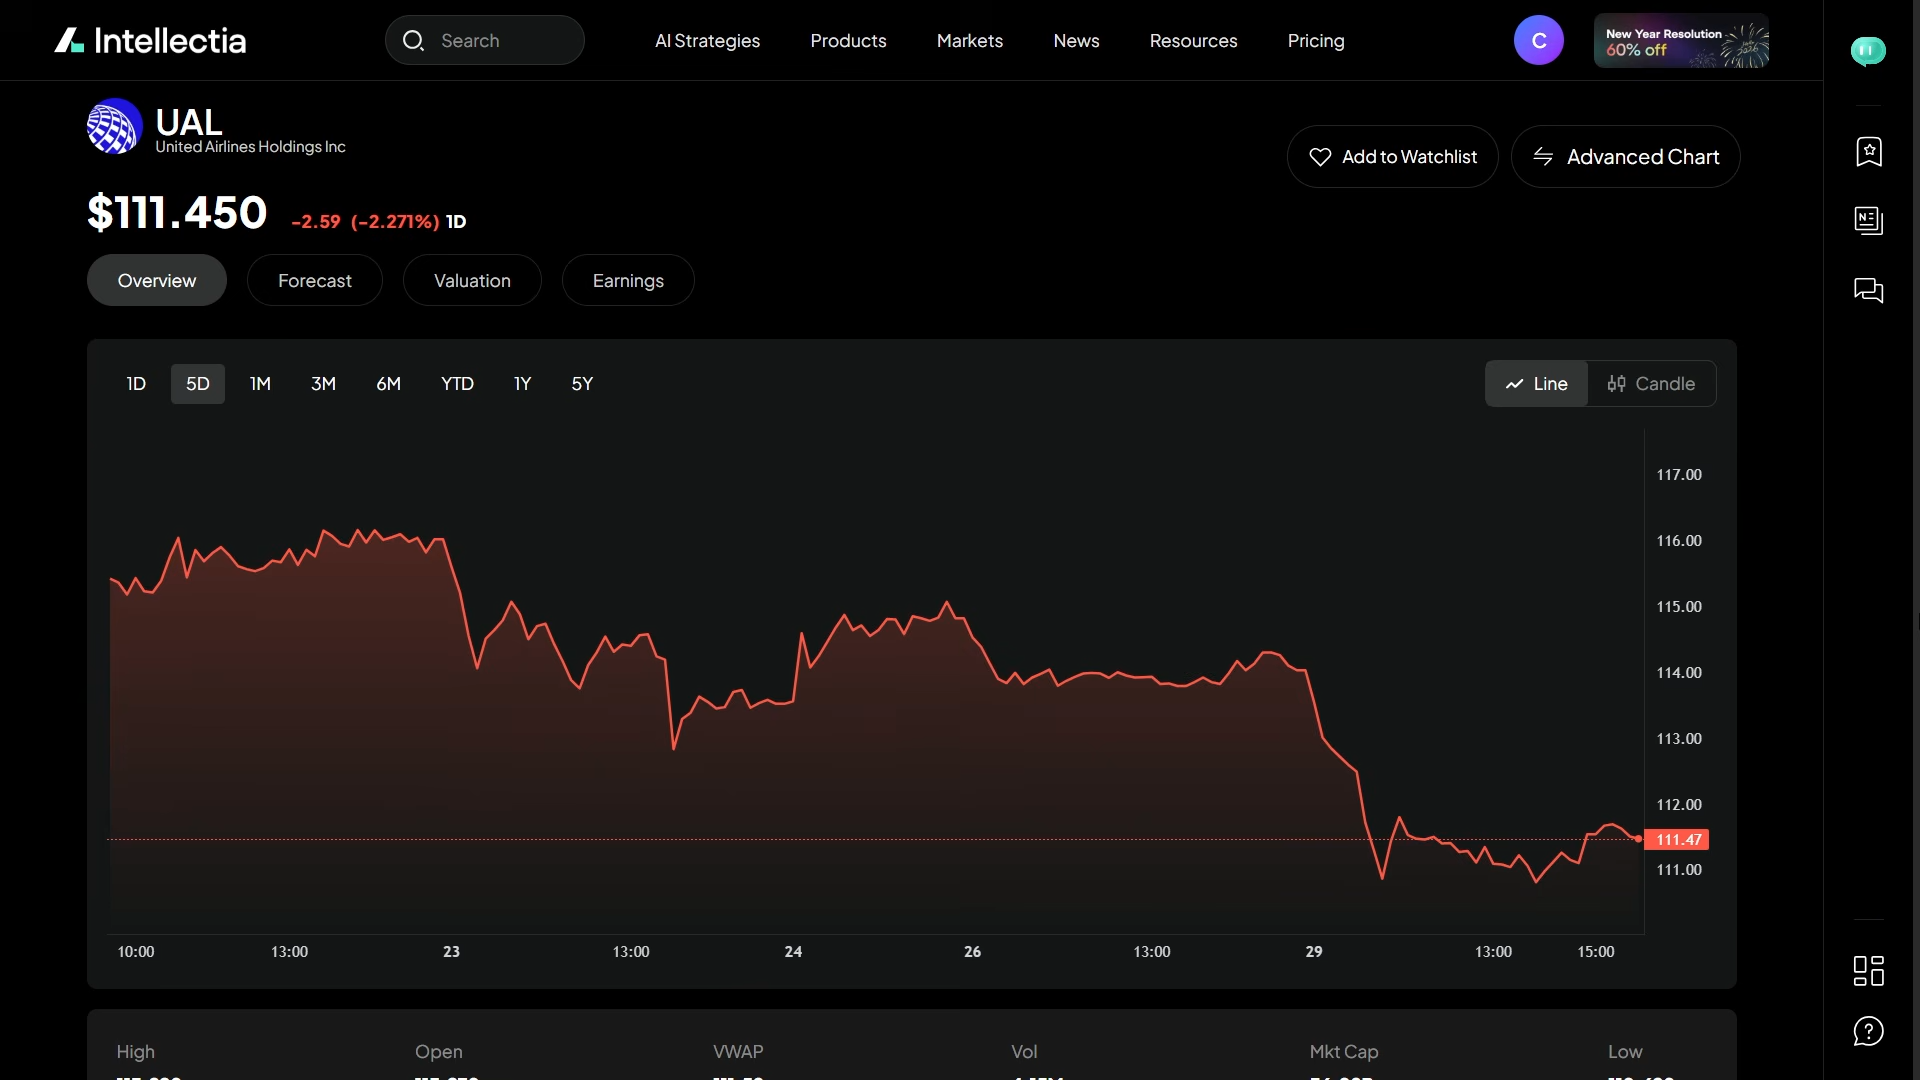 Intellectia
Search
AI Strategies
Products
Markets
News
Resources
Pricing
C
New Year Resolution
60% off
UAL
United Airlines Holdings Inc
Add to Watchlist
Advanced Chart
$111.450
-2.59 (-2.271%) 1D
Overview
Forecast
Valuation
Earnings
1D
5D
1M
3M
6M
YTD
1Y
5Y
Line
Candle
117.00
116.00
115.00
114.00
113.00
112.00
111.47
111.00
10:00
13:00
23
13:00
24
26
13:00
29
13:00
15:00
High
Open
VWAP
Vol
Mkt Cap
Low